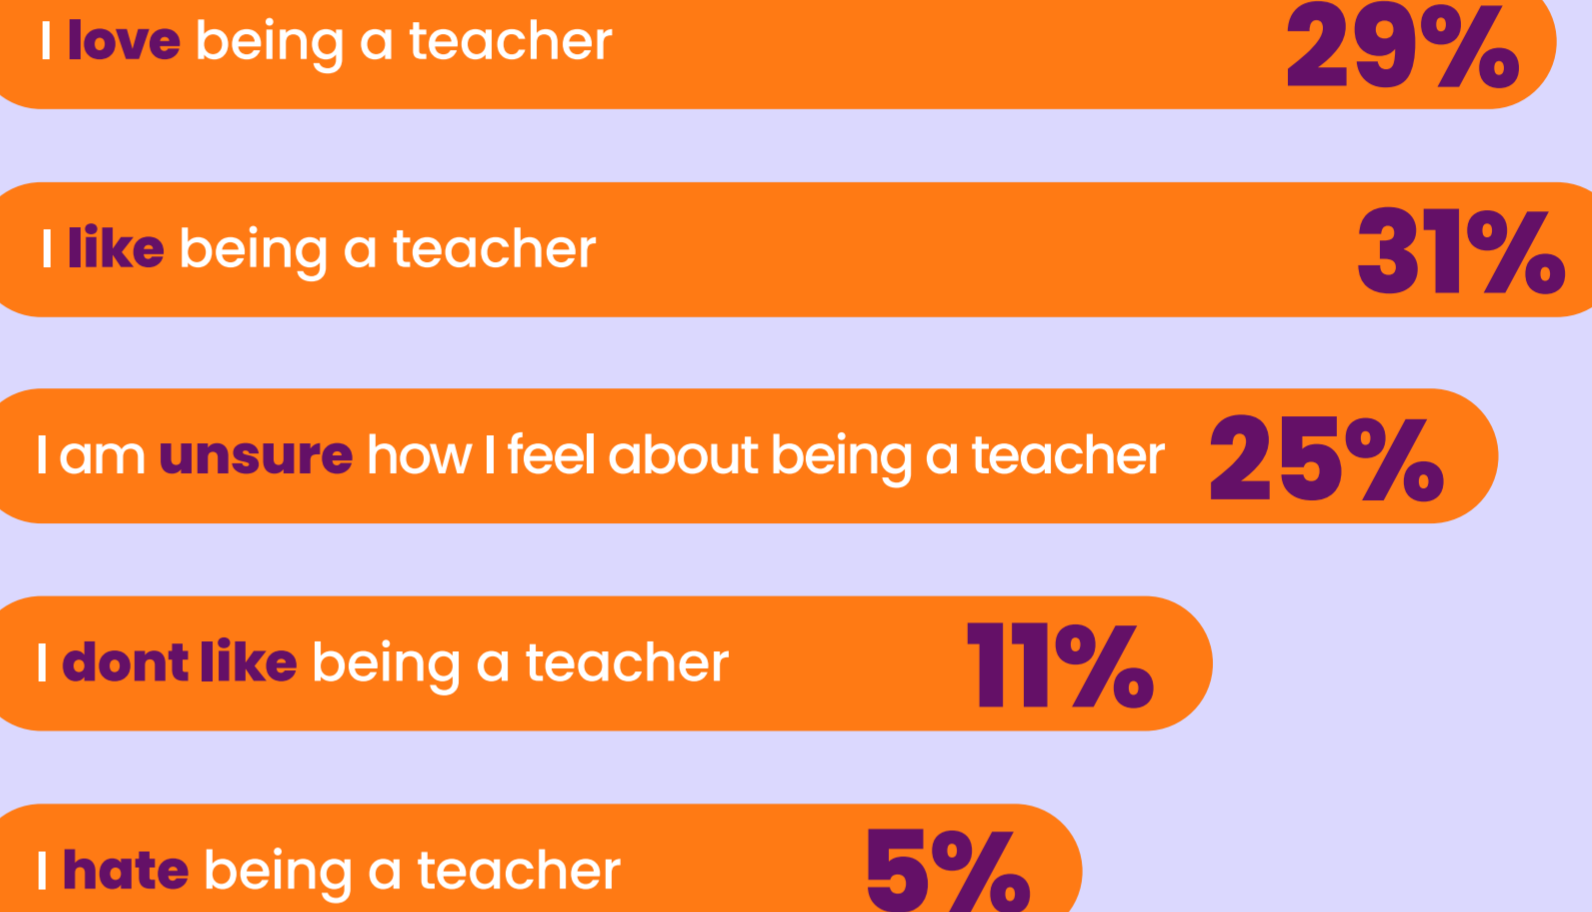 I love being a teacher 29%
I like being a teacher 31%
I am unsure how I feel about being a teacher 25%
I dont like being a teacher 11%
I hate being a teacher 5%